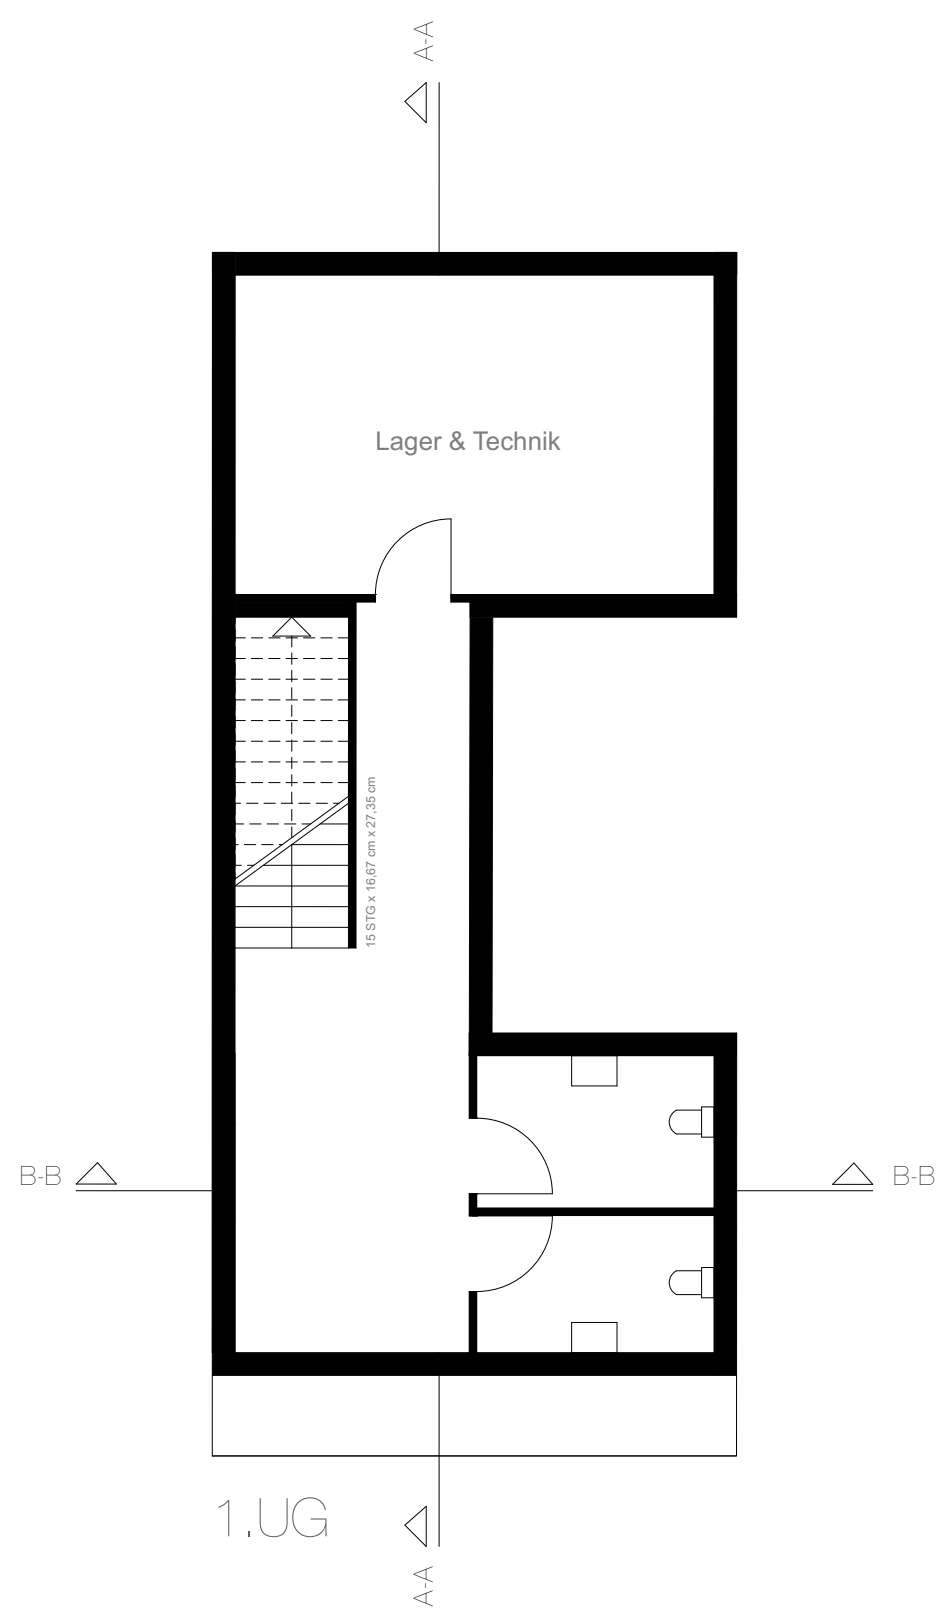 A-A
Lager & Technik
15 STG x 16,67 cm x 27,35 cm
B-B
B-B
1.UG
A-A